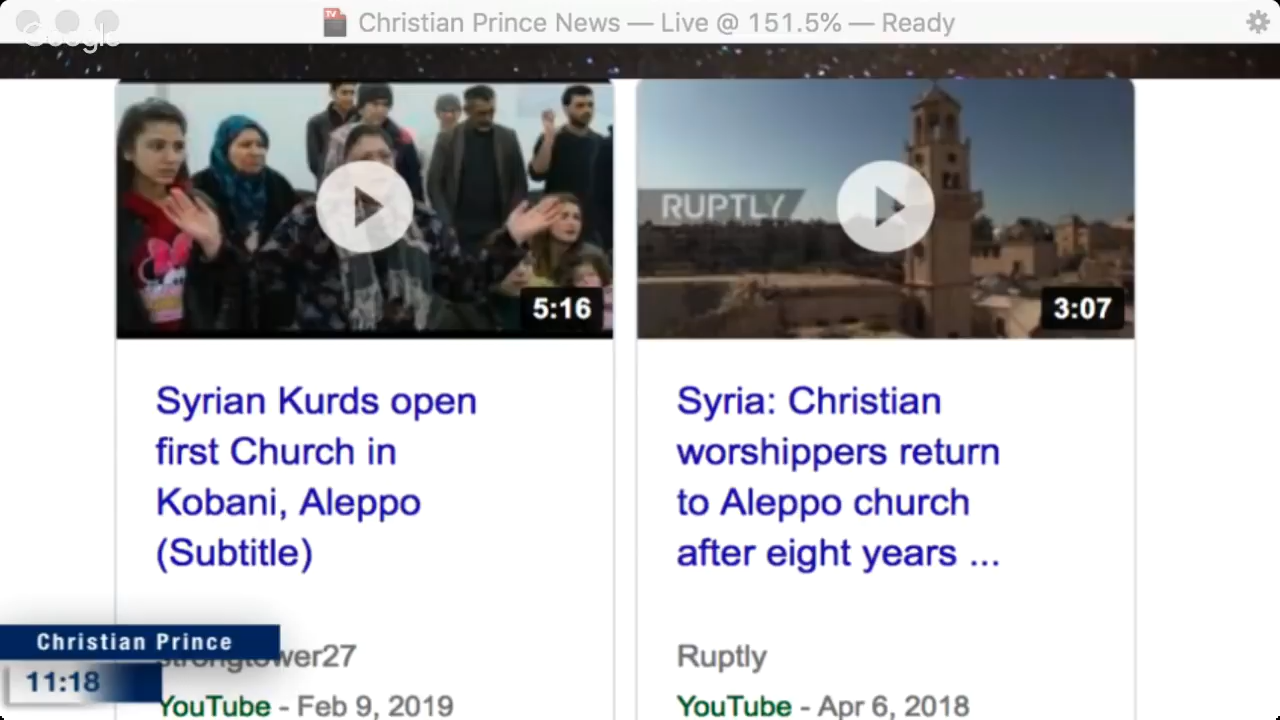 Christian Prince News — Live @ 151.5% — Ready
Google
RUPTLY
5:16
3:07
Syrian Kurds open
first Church in
Kobani, Aleppo
(Subtitle)
Syria: Christian
worshippers return
to Aleppo church
after eight years ...
Christian Prince
11:18
strongtower27
YouTube - Feb 9, 2019
Ruptly
YouTube - Apr 6, 2018